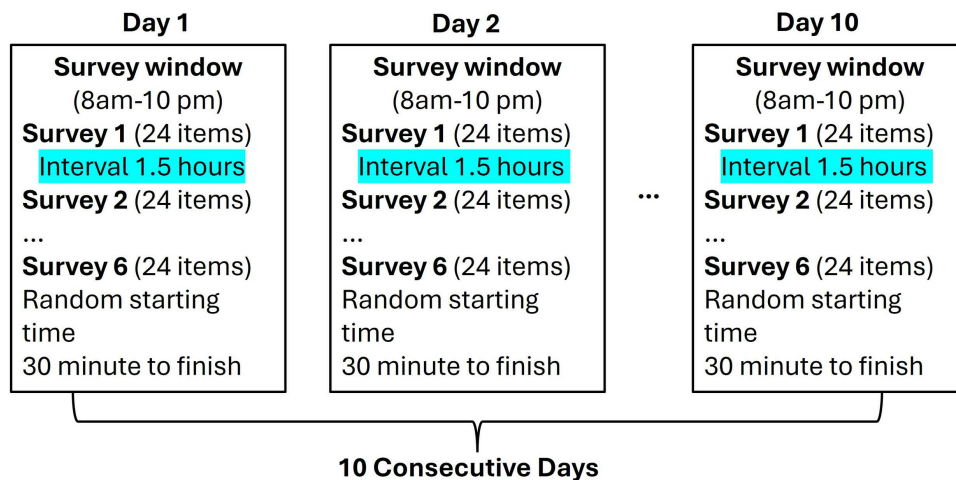 Day 1
Survey window
(8am-10 pm)
Survey 1 (24 items)
Interval 1.5 hours
Survey 2 (24 items)
...
Survey 6 (24 items)
Random starting
time
30 minute to finish
Day 2
Survey window
(8am-10 pm)
Survey 1 (24 items)
Interval 1.5 hours
Survey 2 (24 items)
...
Survey 6 (24 items)
Random starting
time
30 minute to finish
...
Day 10
Survey window
(8am-10 pm)
Survey 1 (24 items)
Interval 1.5 hours
Survey 2 (24 items)
...
Survey 6 (24 items)
Random starting
time
30 minute to finish
10 Consecutive Days